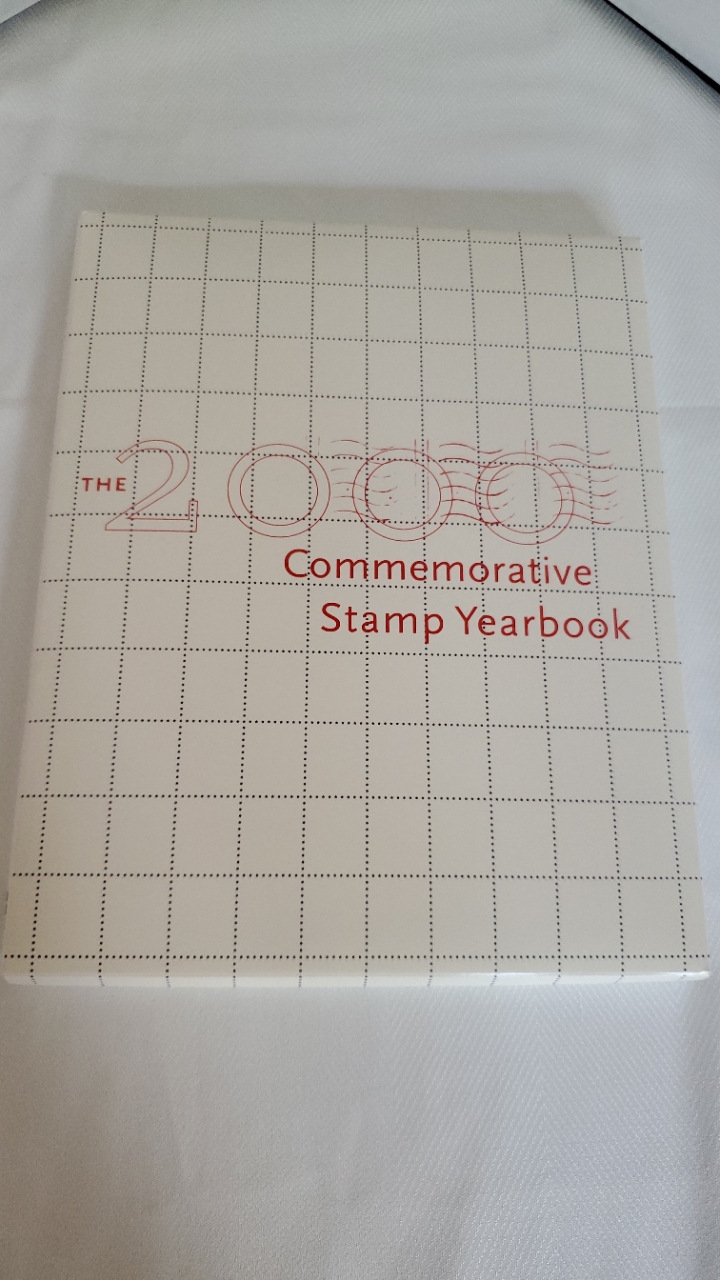 THE 2000
Commemorative
Stamp Yearbook